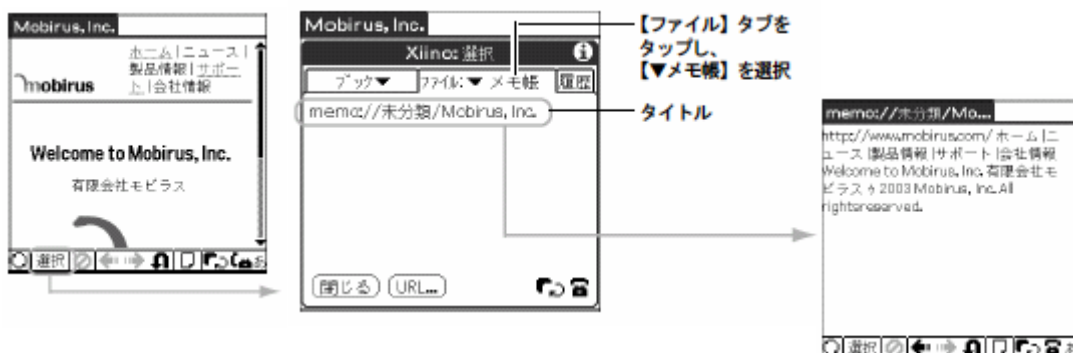 Mobirus, Inc.
ホーム|ニュース|
製品情報|サポー
ト|会社情報
mobirus
Welcome to Mobirus, Inc.
有限会社モビラス
選択
あ
Mobirus, Inc.
Xiino: 選択
ブック▼
ファイル:▼ メモ帳
履歴
memo://未分類/Mobirus, Inc.
閉じる
URL...
【ファイル】タブを
タップし、
【▼メモ帳】を選択
タイトル
memo://未分類/Mo...
http://www.mobirus.com/ ホーム |ニ
ュース |製品情報 |サポート |会社情報
Welcome to Mobirus, Inc. 有限会社モ
ビラス ゥ 2003 Mobirus, Inc. All
rightsreserved.
選択